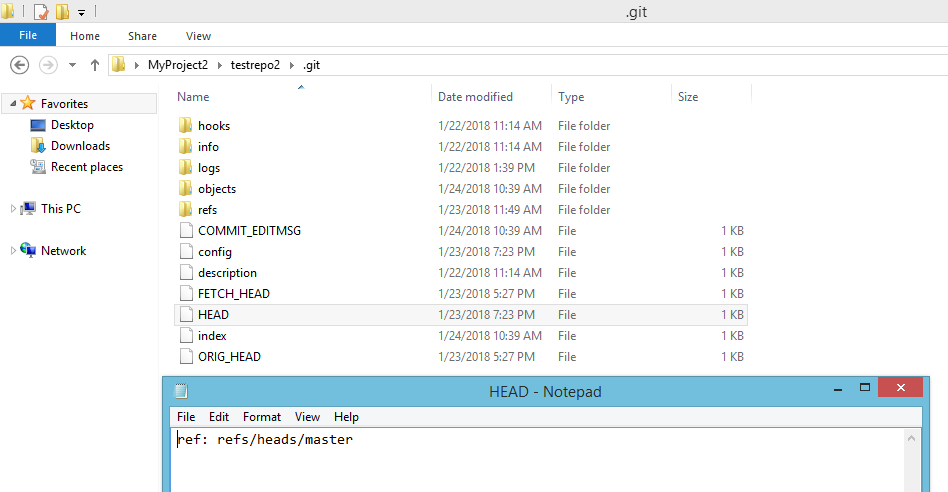 .git
File Home Share View
MyProject2 testrepo2 .git
Name Date modified Type Size
Favorites
Desktop
Downloads
Recent places
This PC
Network
hooks 1/22/2018 11:14 AM File folder
info 1/22/2018 11:14 AM File folder
logs 1/22/2018 1:39 PM File folder
objects 1/24/2018 10:39 AM File folder
refs 1/23/2018 11:49 AM File folder
COMMIT_EDITMSG 1/24/2018 10:39 AM File 1 KB
config 1/23/2018 7:23 PM File 1 KB
description 1/22/2018 11:14 AM File 1 KB
FETCH_HEAD 1/23/2018 5:27 PM File 1 KB
HEAD 1/23/2018 7:23 PM File 1 KB
index 1/24/2018 10:39 AM File 1 KB
ORIG_HEAD 1/23/2018 5:27 PM File 1 KB
HEAD - Notepad
File Edit Format View Help
ref: refs/heads/master